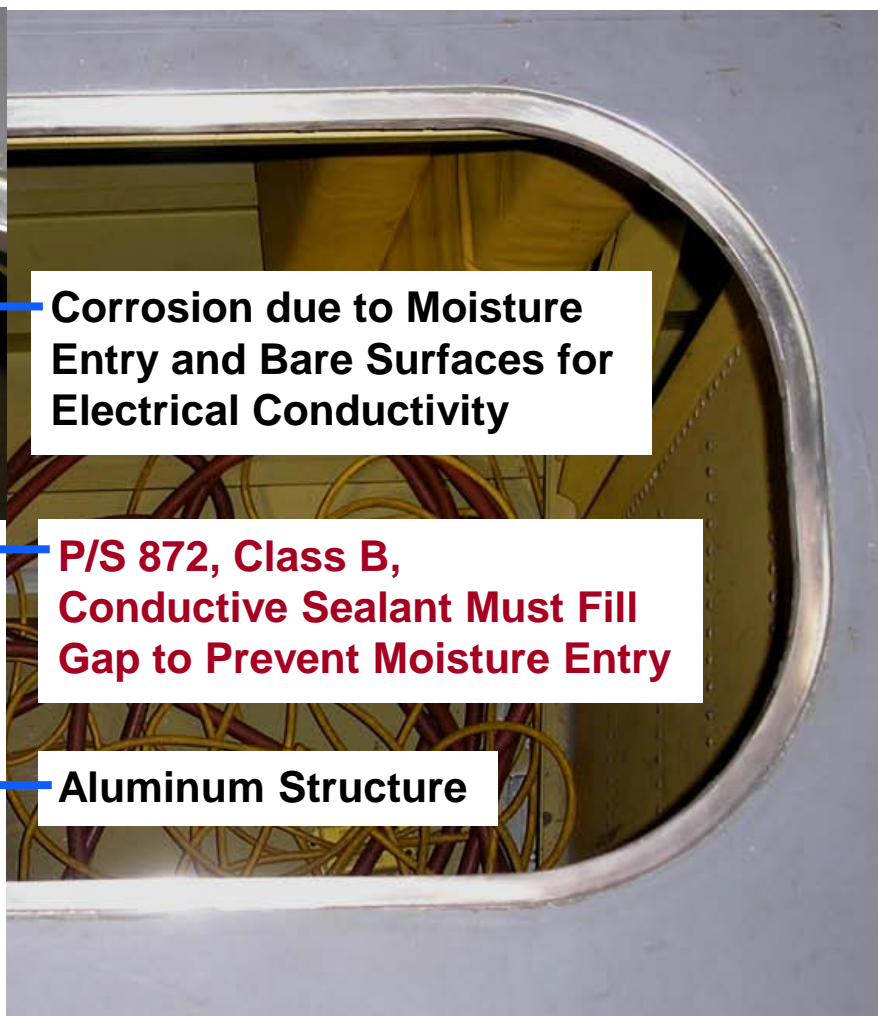 Corrosion due to Moisture
Entry and Bare Surfaces for
Electrical Conductivity
P/S 872, Class B,
Conductive Sealant Must Fill
Gap to Prevent Moisture Entry
Aluminum Structure